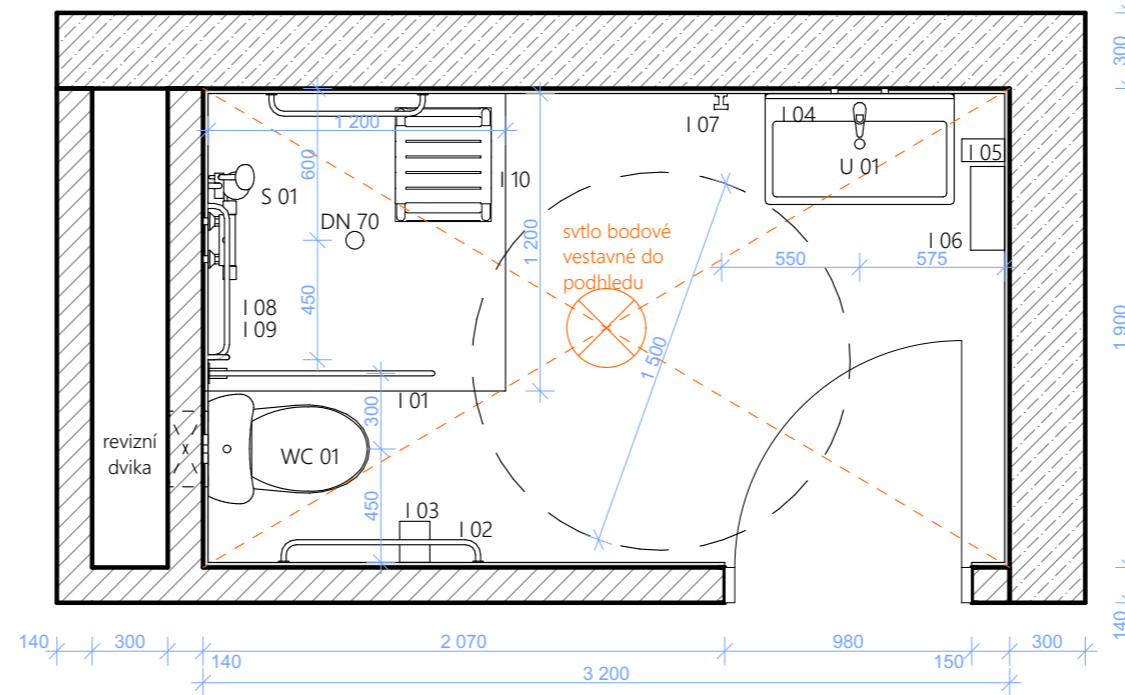 300
1 200
I 04
I 07
600
I 10
U 01
I 05
S 01
DN 70
svtlo bodové
vestavné do
podhledu
I 06
1 200
550
575
450
I 08
I 09
1 900
1 500
I 01
300
revizní
dvika
WC 01
450
I 03
I 02
140
140
300
2 070
980
300
140
150
3 200